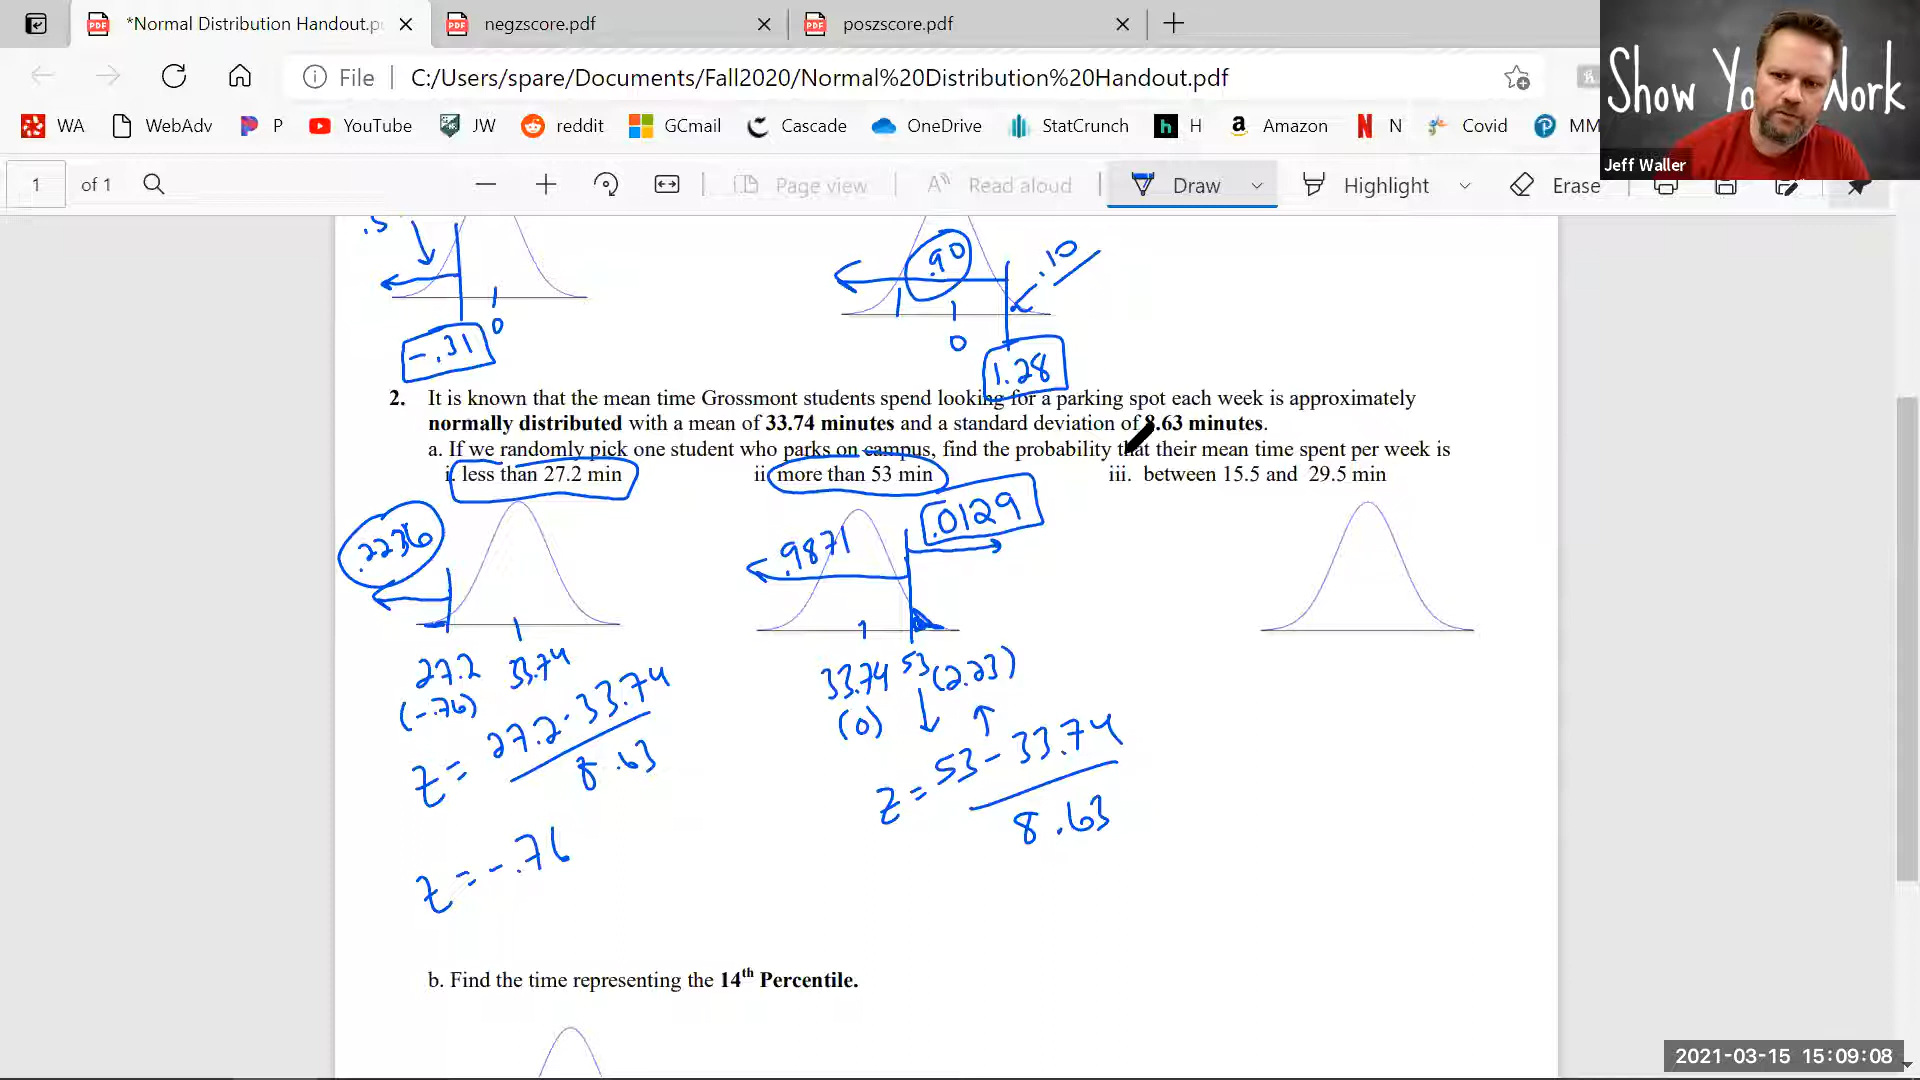 *Normal Distribution Handout.p
negzscore.pdf
poszscore.pdf
File
C:/Users/spare/Documents/Fall2020/Normal%20Distribution%20Handout.pdf
WA
WebAdv
P
YouTube
JW
reddit
GCmail
Cascade
OneDrive
StatCrunch
H
Amazon
N
Covid
MM
1 of 1
Page view
Read aloud
Draw
Highlight
Erase
Show Yo Work
Jeff Waller
.5
0
-.31
.90
.10
0
1.28
2. It is known that the mean time Grossmont students spend looking for a parking spot each week is approximately
normally distributed with a mean of 33.74 minutes and a standard deviation of 8.63 minutes.
a. If we randomly pick one student who parks on campus, find the probability that their mean time spent per week is
i. less than 27.2 min
ii more than 53 min
iii. between 15.5 and 29.5 min
.2236
.9871
.0129
27.2 33.74
(-.76)
z = 27.2 - 33.74
8.63
z = -.76
33.74 53 (2.23)
(0)
z = 53 - 33.74
8.63
b. Find the time representing the 14th Percentile.
2021-03-15 15:09:08